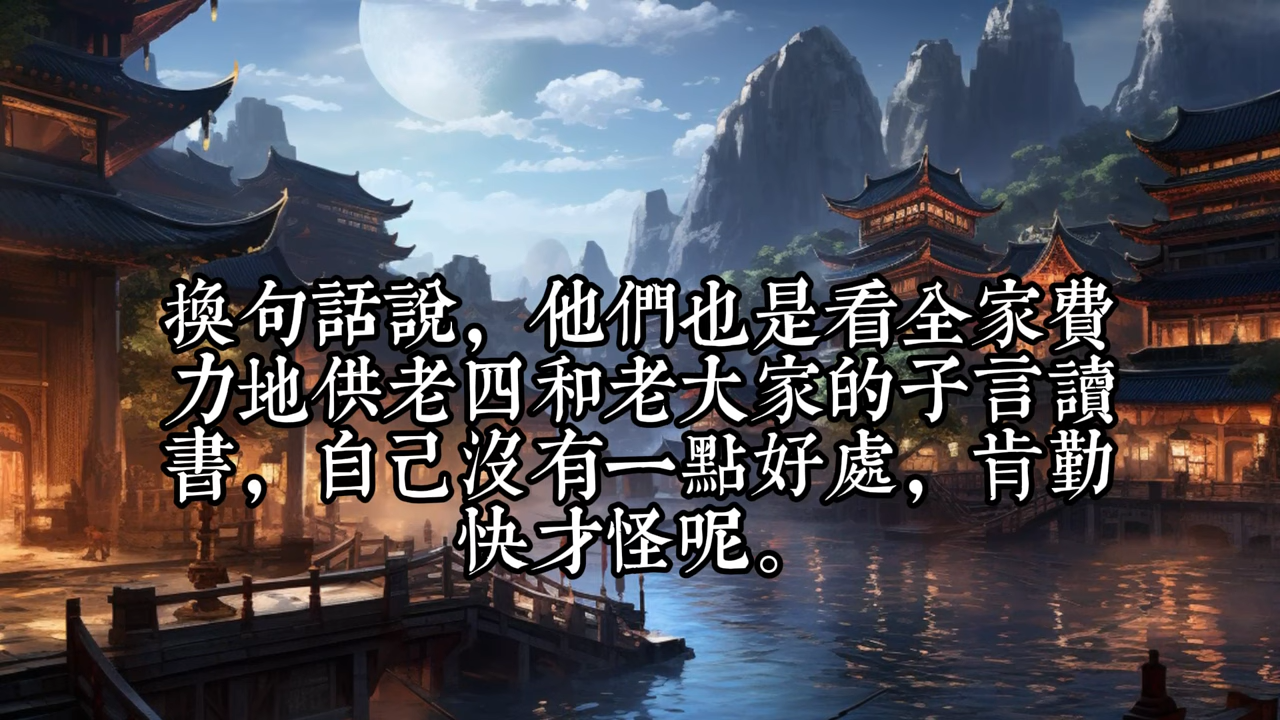 換句話說，他們也是看全家費
力地供老四和老大家的子言讀
書，自己沒有一點好處，肯勤
快才怪呢。